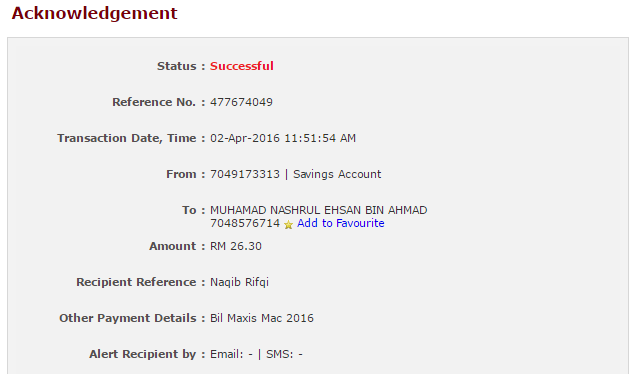 Acknowledgement
Status : Successful
Reference No. : 477674049
Transaction Date, Time : 02-Apr-2016 11:51:54 AM
From : 7049173313 | Savings Account
To : MUHAMAD NASHRUL EHSAN BIN AHMAD
7048576714 Add to Favourite
Amount : RM 26.30
Recipient Reference : Naqib Rifqi
Other Payment Details : Bil Maxis Mac 2016
Alert Recipient by : Email: - | SMS: -